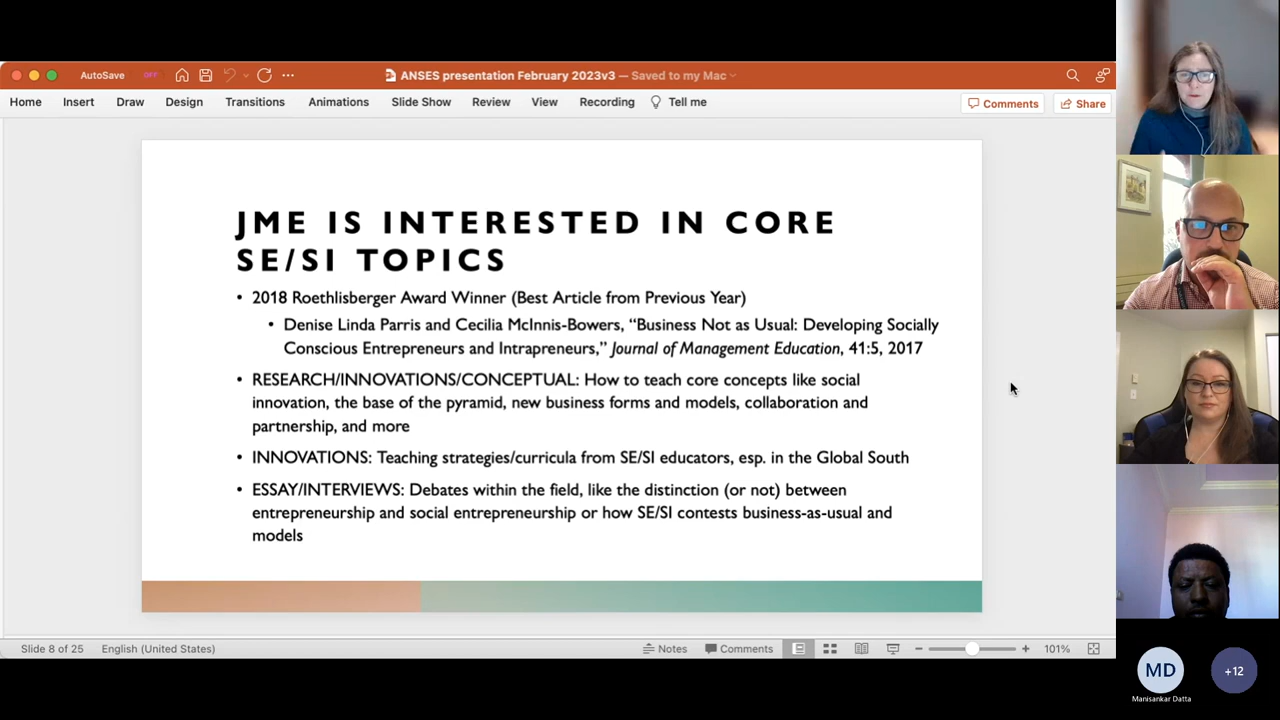 AutoSave
OFF
ANSES presentation February 2023v3 — Saved to my Mac
Home Insert Draw Design Transitions Animations Slide Show Review View Recording Tell me
Comments Share
JME IS INTERESTED IN CORE
SE/SI TOPICS
• 2018 Roethlisberger Award Winner (Best Article from Previous Year)
• Denise Linda Parris and Cecilia McInnis-Bowers, “Business Not as Usual: Developing Socially
Conscious Entrepreneurs and Intrapreneurs,” Journal of Management Education, 41:5, 2017
• RESEARCH/INNOVATIONS/CONCEPTUAL: How to teach core concepts like social
innovation, the base of the pyramid, new business forms and models, collaboration and
partnership, and more
• INNOVATIONS: Teaching strategies/curricula from SE/SI educators, esp. in the Global South
• ESSAY/INTERVIEWS: Debates within the field, like the distinction (or not) between
entrepreneurship and social entrepreneurship or how SE/SI contests business-as-usual and
models
Slide 8 of 25 English (United States) Notes Comments 101%
MD
+12
Manisankar Datta